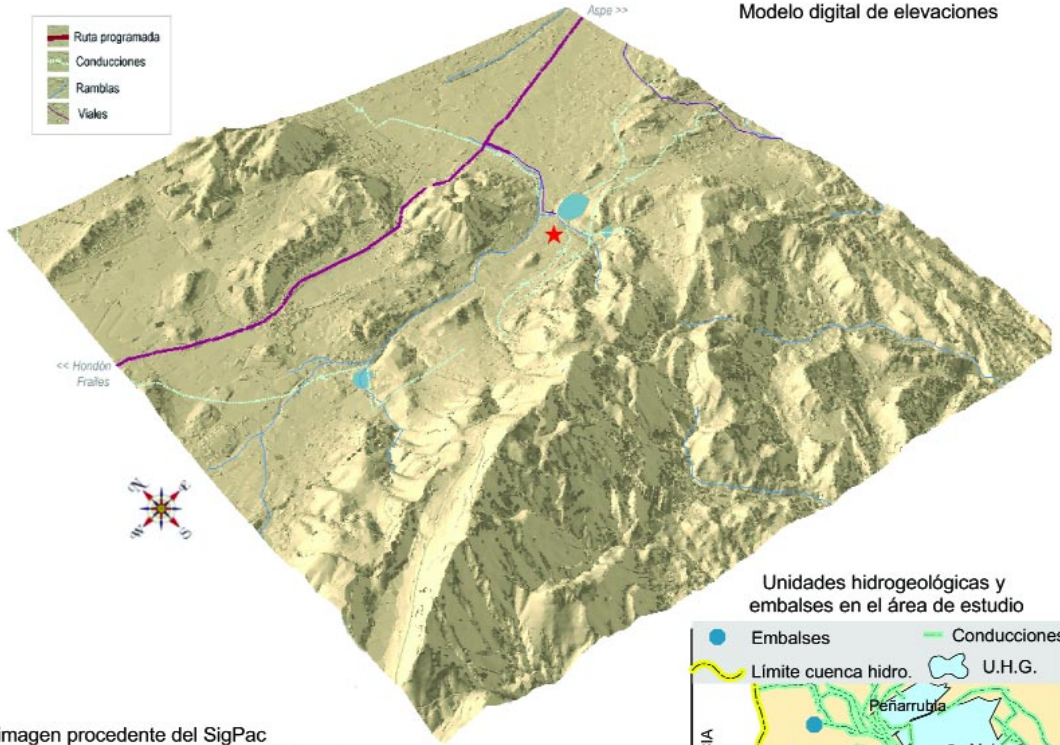 Modelo digital de elevaciones
Aspe >>
Ruta programada
Conducciones
Ramblas
Viales
<< Hondón
Frailes
N
E
W
S
Unidades hidrogeológicas y
embalses en el área de estudio
Embalses
Conducciones
Límite cuenca hidro.
U.H.G.
Peñarrubia
imagen procedente del SigPac